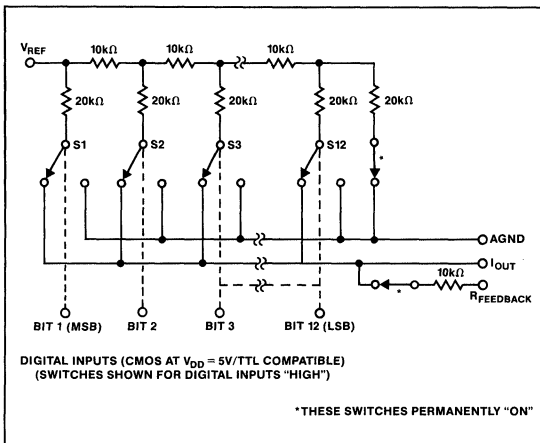 VREF
10kΩ 10kΩ 10kΩ
20kΩ 20kΩ 20kΩ 20kΩ 20kΩ
S1 S2 S3 S12 *
AGND
IOUT
10kΩ
*
RFEEDBACK
BIT 1 (MSB) BIT 2 BIT 3 BIT 12 (LSB)
DIGITAL INPUTS (CMOS AT VDD = 5V/TTL COMPATIBLE)
(SWITCHES SHOWN FOR DIGITAL INPUTS "HIGH")
*THESE SWITCHES PERMANENTLY "ON"